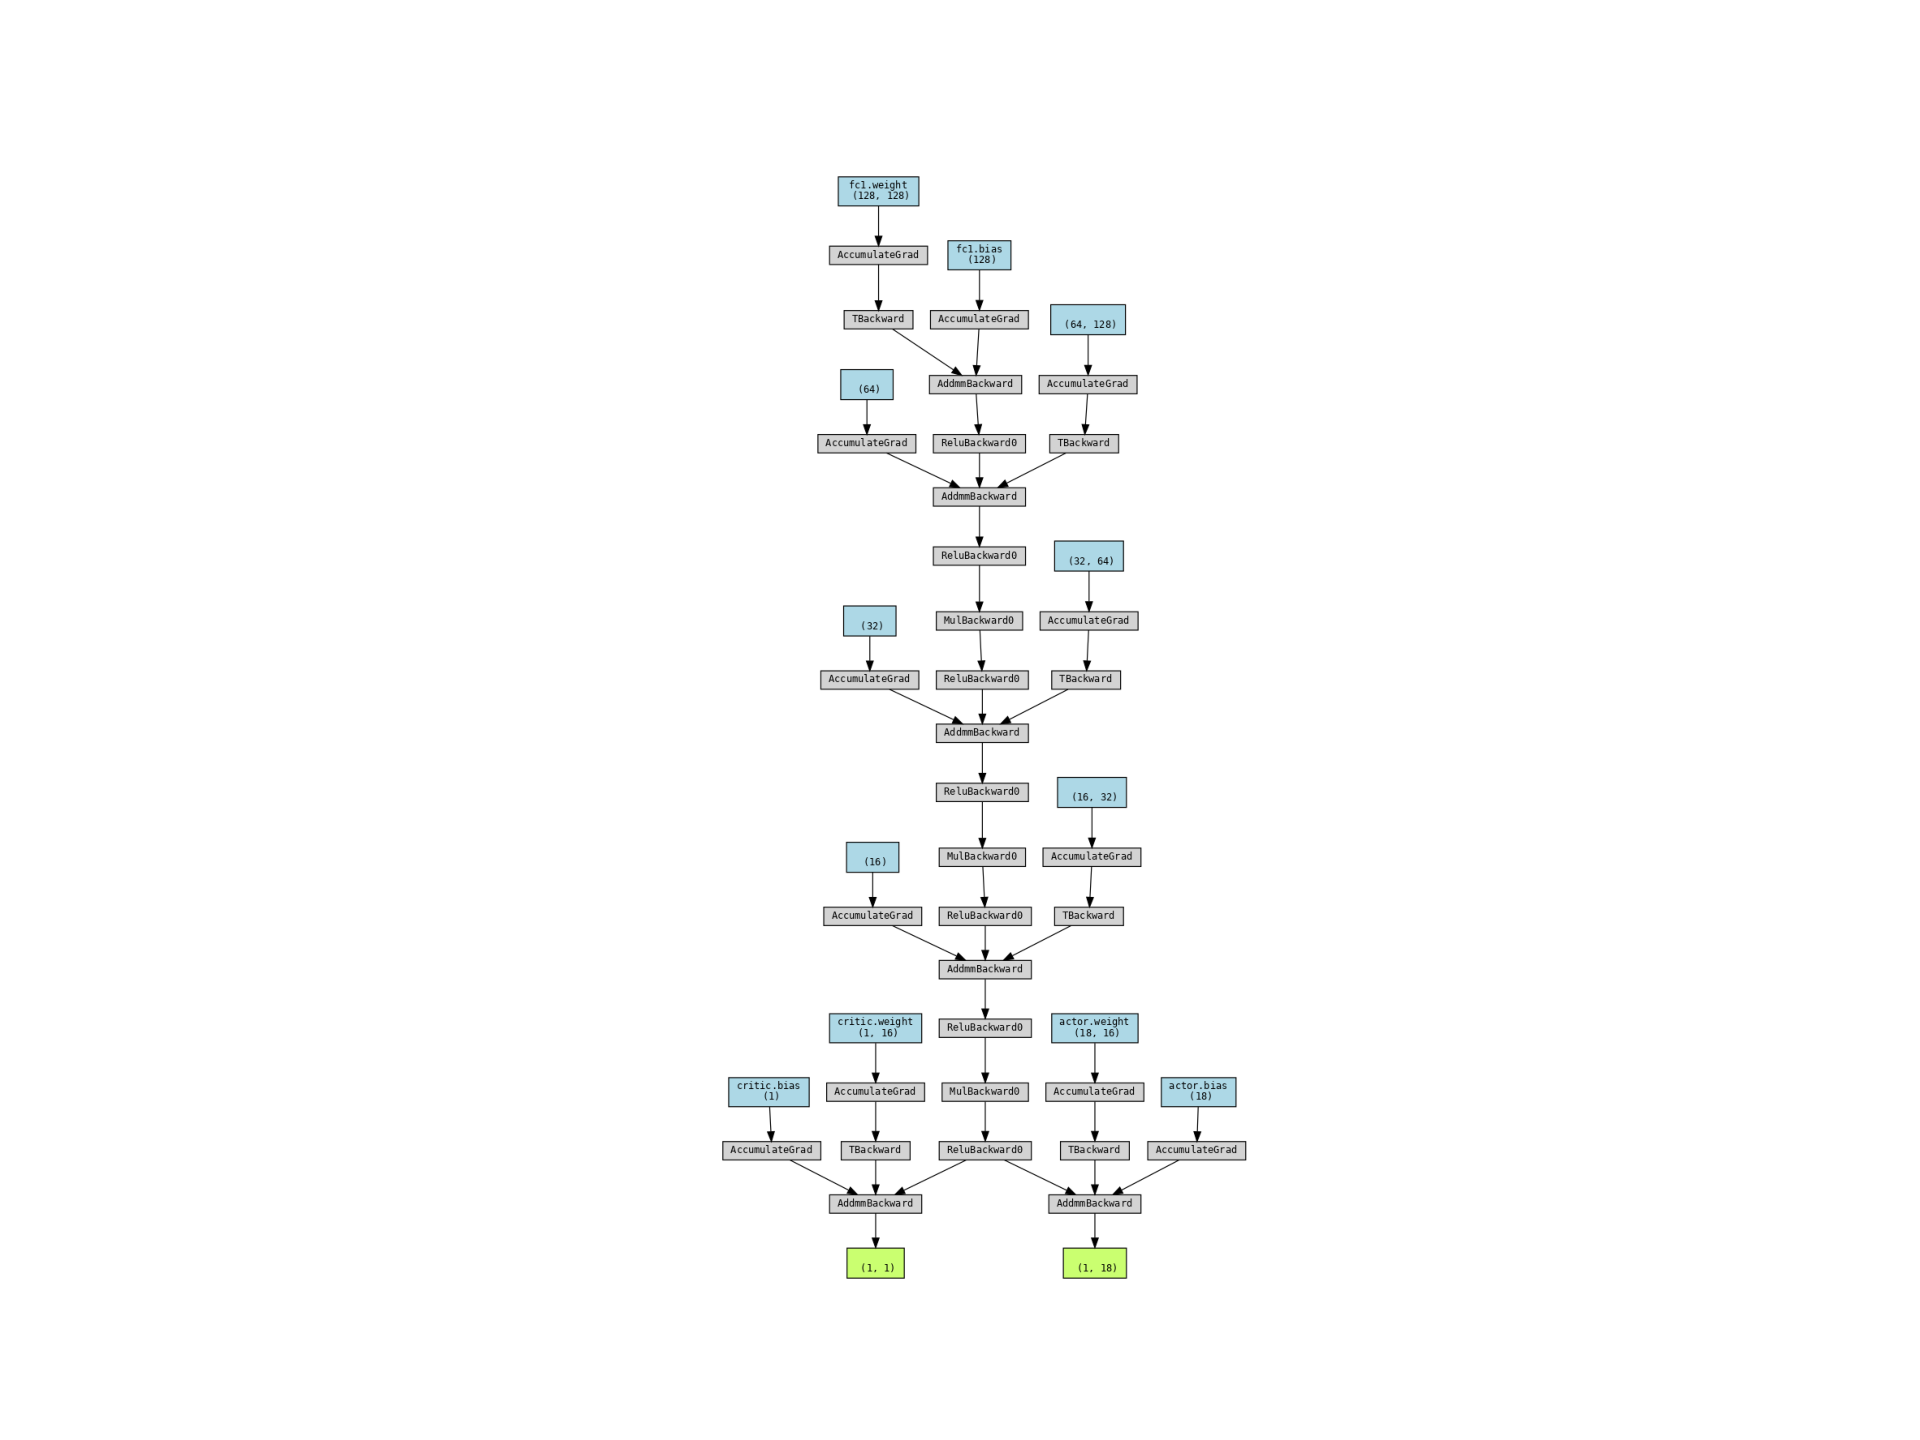 fc1.weight
(128, 128)
AccumulateGrad
fc1.bias
(128)
TBackward
AccumulateGrad
(64, 128)
(64)
AddmmBackward
AccumulateGrad
AccumulateGrad
ReluBackward0
TBackward
AddmmBackward
ReluBackward0
(32, 64)
(32)
MulBackward0
AccumulateGrad
AccumulateGrad
ReluBackward0
TBackward
AddmmBackward
ReluBackward0
(16, 32)
(16)
MulBackward0
AccumulateGrad
AccumulateGrad
ReluBackward0
TBackward
AddmmBackward
critic.weight
(1, 16)
ReluBackward0
actor.weight
(18, 16)
critic.bias
(1)
AccumulateGrad
MulBackward0
AccumulateGrad
actor.bias
(18)
AccumulateGrad
TBackward
ReluBackward0
TBackward
AccumulateGrad
AddmmBackward
AddmmBackward
(1, 1)
(1, 18)